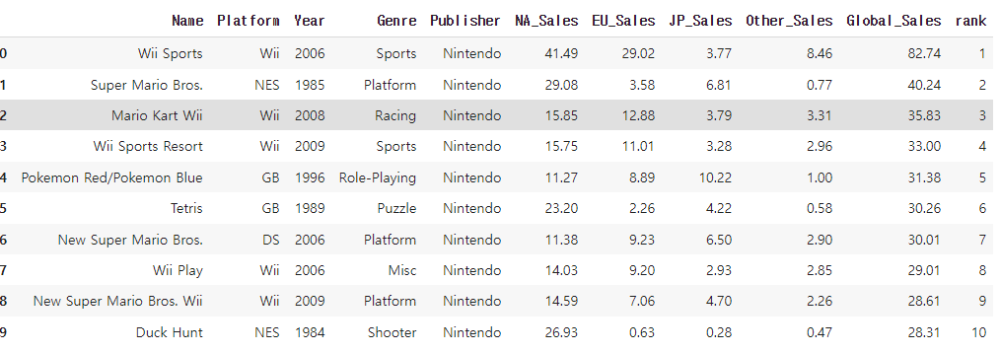 Name Platform Year Genre Publisher NA_Sales EU_Sales JP_Sales Other_Sales Global_Sales rank
0 Wii Sports Wii 2006 Sports Nintendo 41.49 29.02 3.77 8.46 82.74 1
1 Super Mario Bros. NES 1985 Platform Nintendo 29.08 3.58 6.81 0.77 40.24 2
2 Mario Kart Wii Wii 2008 Racing Nintendo 15.85 12.88 3.79 3.31 35.83 3
3 Wii Sports Resort Wii 2009 Sports Nintendo 15.75 11.01 3.28 2.96 33.00 4
4 Pokemon Red/Pokemon Blue GB 1996 Role-Playing Nintendo 11.27 8.89 10.22 1.00 31.38 5
5 Tetris GB 1989 Puzzle Nintendo 23.20 2.26 4.22 0.58 30.26 6
6 New Super Mario Bros. DS 2006 Platform Nintendo 11.38 9.23 6.50 2.90 30.01 7
7 Wii Play Wii 2006 Misc Nintendo 14.03 9.20 2.93 2.85 29.01 8
8 New Super Mario Bros. Wii Wii 2009 Platform Nintendo 14.59 7.06 4.70 2.26 28.61 9
9 Duck Hunt NES 1984 Shooter Nintendo 26.93 0.63 0.28 0.47 28.31 10